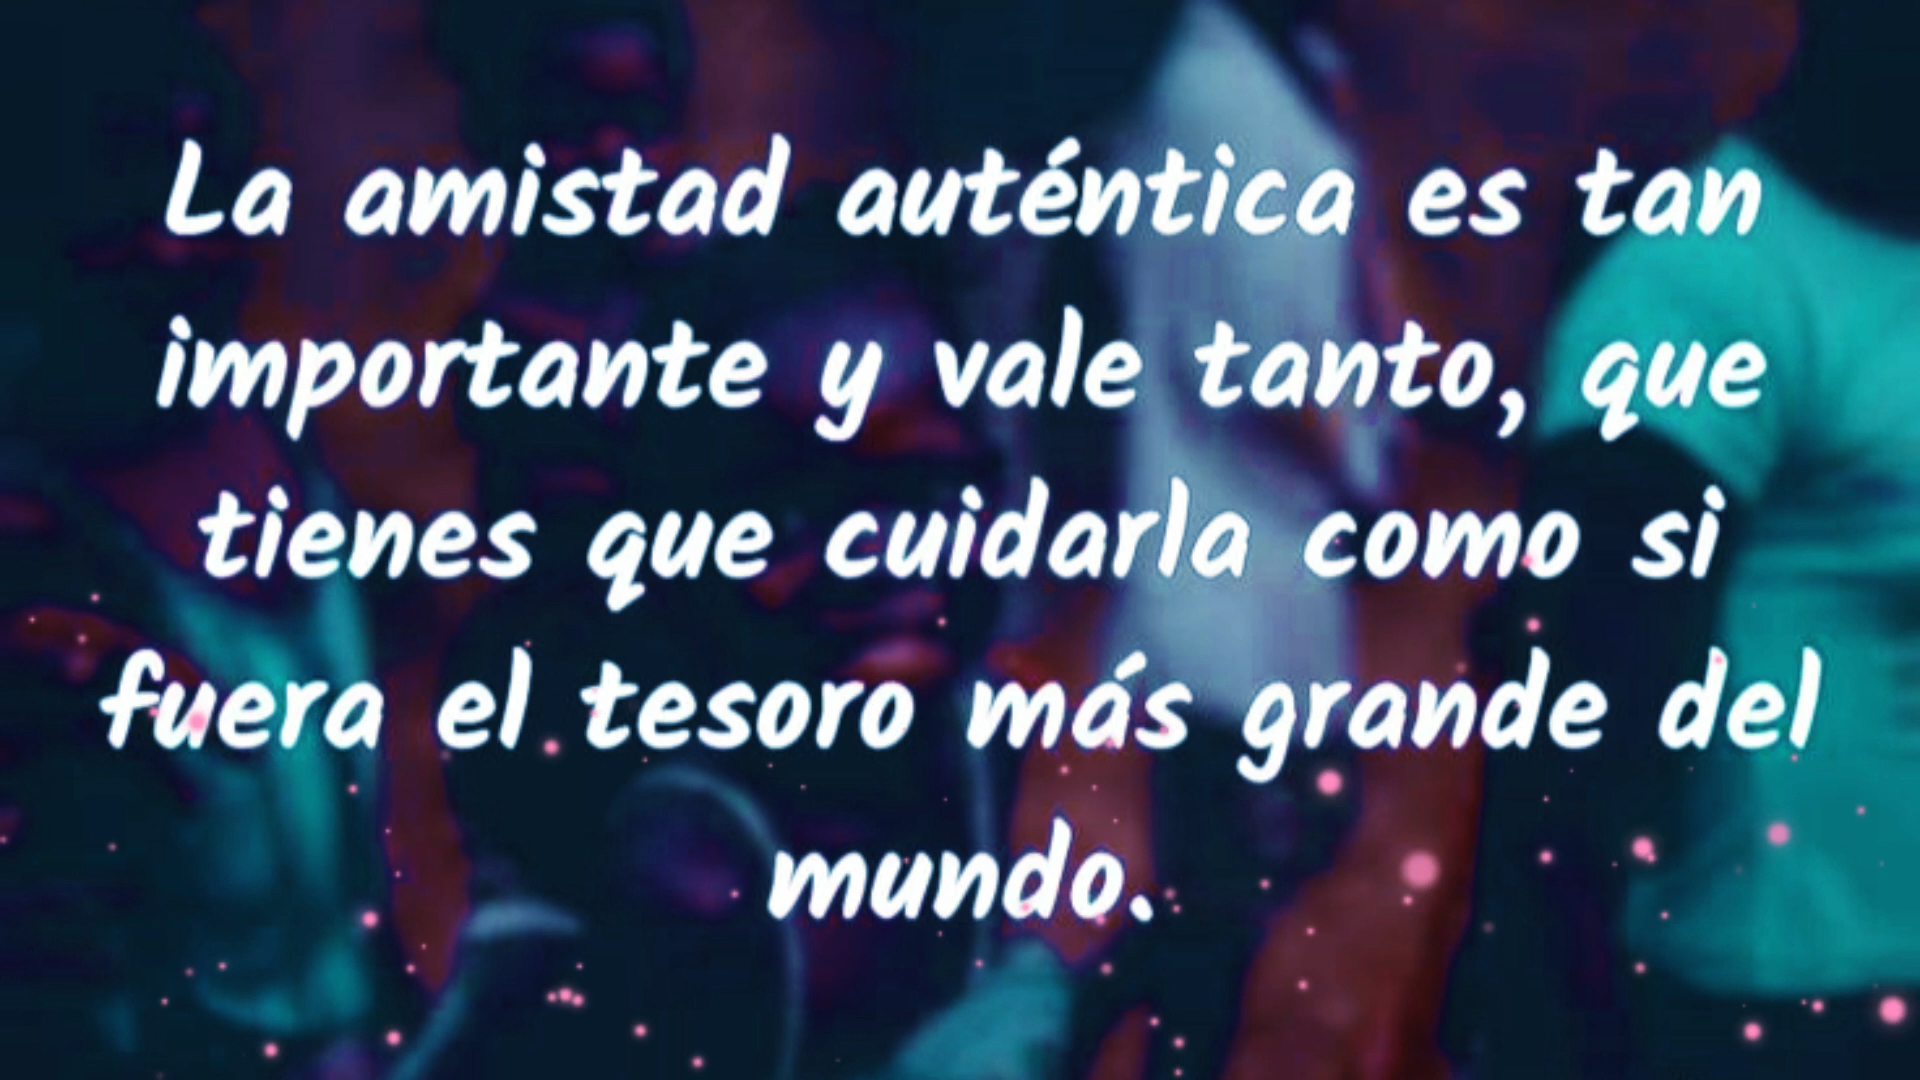 La amistad auténtica es tan
importante y vale tanto, que
tienes que cuidarla como si
fuera el tesoro más grande del
mundo.